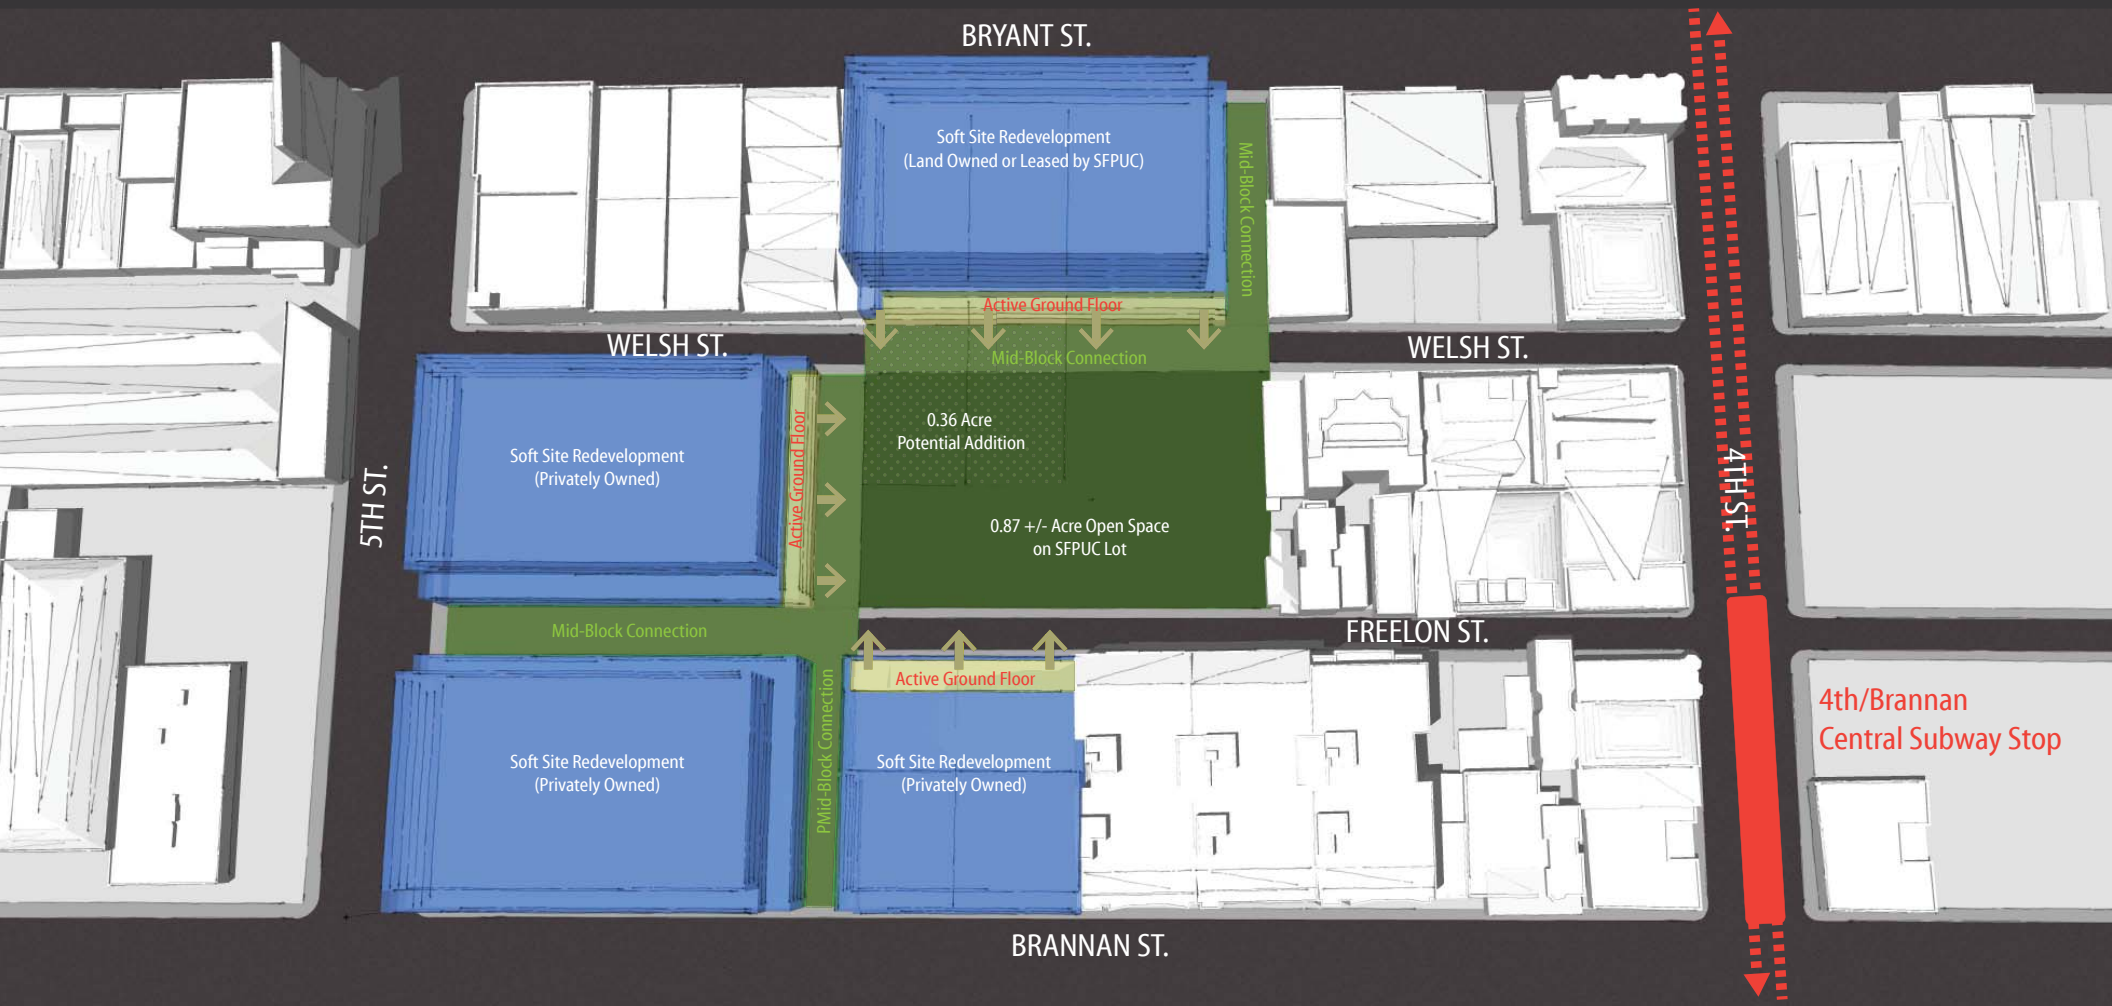 BRYANT ST.
Soft Site Redevelopment
(Land Owned or Leased by SFPUC)
Mid-Block Connection
Active Ground Floor
WELSH ST.
Mid-Block Connection
WELSH ST.
0.36 Acre
Potential Addition
Active Ground Floor
Soft Site Redevelopment
(Privately Owned)
5TH ST.
4TH ST.
0.87 +/- Acre Open Space
on SFPUC Lot
Mid-Block Connection
FREELON ST.
Active Ground Floor
PMid-Block Connection
4th/Brannan
Central Subway Stop
Soft Site Redevelopment
(Privately Owned)
Soft Site Redevelopment
(Privately Owned)
BRANNAN ST.